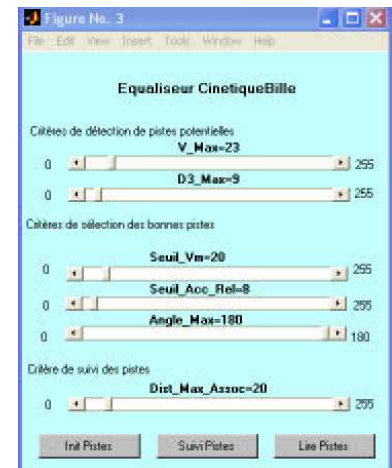 Figure No. 3
File Edit View Insert Tools Window Help
Equaliseur CinetiqueBille
Critères de détection de pistes potentielles
V_Max=23
0 255
D3_Max=9
0 255
Critères de sélection des bonnes pistes
Seuil_Vm=20
0 255
Seuil_Acc_Rel=8
0 255
Angle_Max=180
0 180
Critère de suivi des pistes
Dist_Max_Assoc=20
0 255
Init Pistes Suivi Pistes Lire Pistes